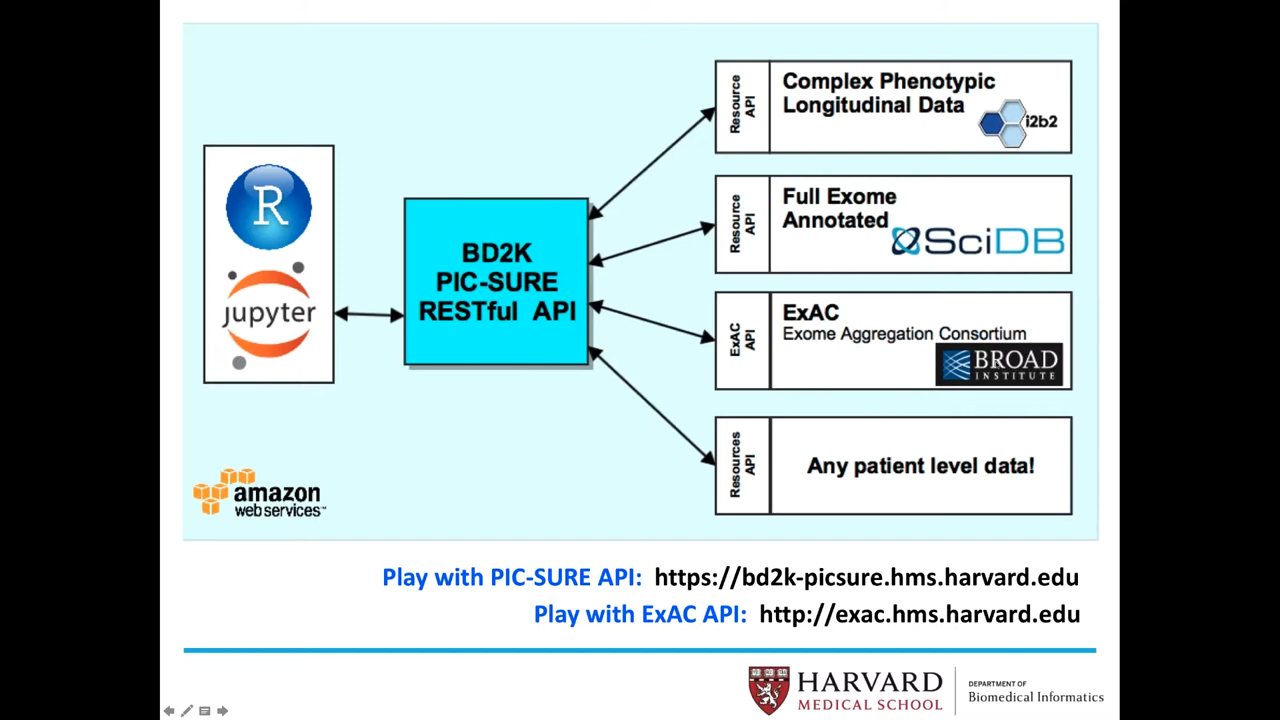 R
jupyter
BD2K
PIC-SURE
RESTful API
Resource
API
Complex Phenotypic
Longitudinal Data
i2b2
Resource
API
Full Exome
Annotated
SciDB
ExAC
API
ExAC
Exome Aggregation Consortium
BROAD
INSTITUTE
Resources
API
Any patient level data!
amazon
web services™
Play with PIC-SURE API: https://bd2k-picsure.hms.harvard.edu
Play with ExAC API: http://exac.hms.harvard.edu
HARVARD
MEDICAL SCHOOL
DEPARTMENT OF
Biomedical Informatics